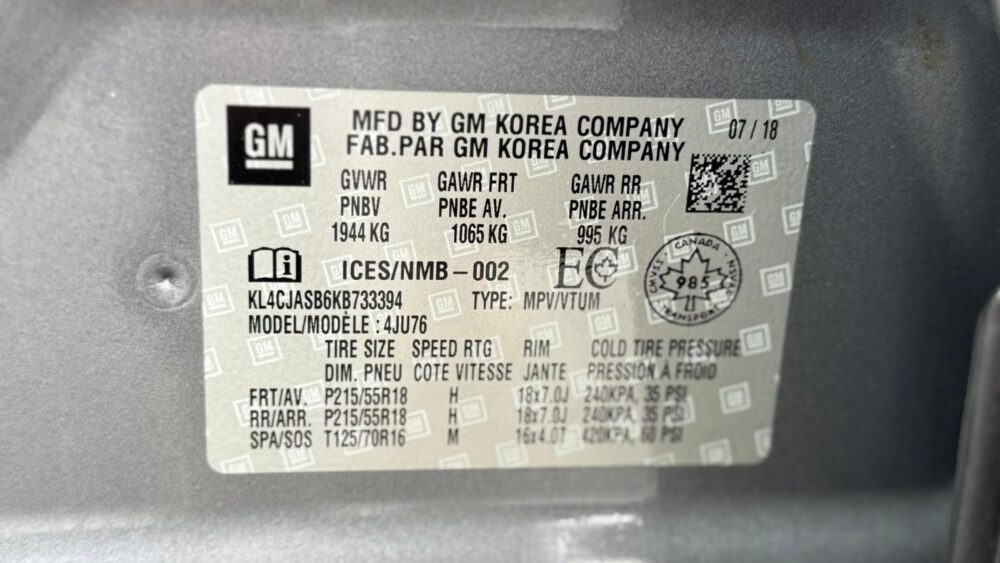 GM
MFD BY GM KOREA COMPANY 07 / 18
FAB.PAR GM KOREA COMPANY
GVWR GAWR FRT GAWR RR
PNBV PNBE AV. PNBE ARR.
1944 KG 1065 KG 995 KG
ICES/NMB-002 EC
CANADA
985
TRANSPORT
KL4CJASB6KB733394 TYPE: MPV/VTUM
MODEL/MODÈLE : 4JU76
TIRE SIZE SPEED RTG RIM COLD TIRE PRESSURE
DIM. PNEU COTE VITESSE JANTE PRESSION À FROID
FRT/AV. P215/55R18 H 18x7.0J 240KPA, 35 PSI
RR/ARR. P215/55R18 H 18x7.0J 240KPA, 35 PSI
SPA/SOS T125/70R16 M 16x4.0T 420KPA, 60 PSI